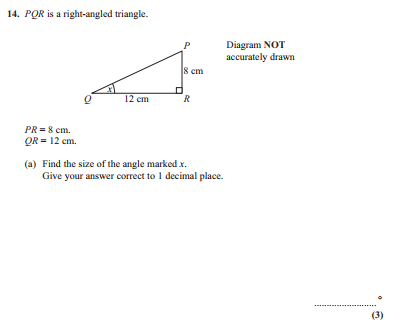 14. PQR is a right-angled triangle.
P
Diagram NOT
accurately drawn
8 cm
x
Q
12 cm
R
PR = 8 cm.
QR = 12 cm.
(a) Find the size of the angle marked x.
Give your answer correct to 1 decimal place.
.......................... °
(3)